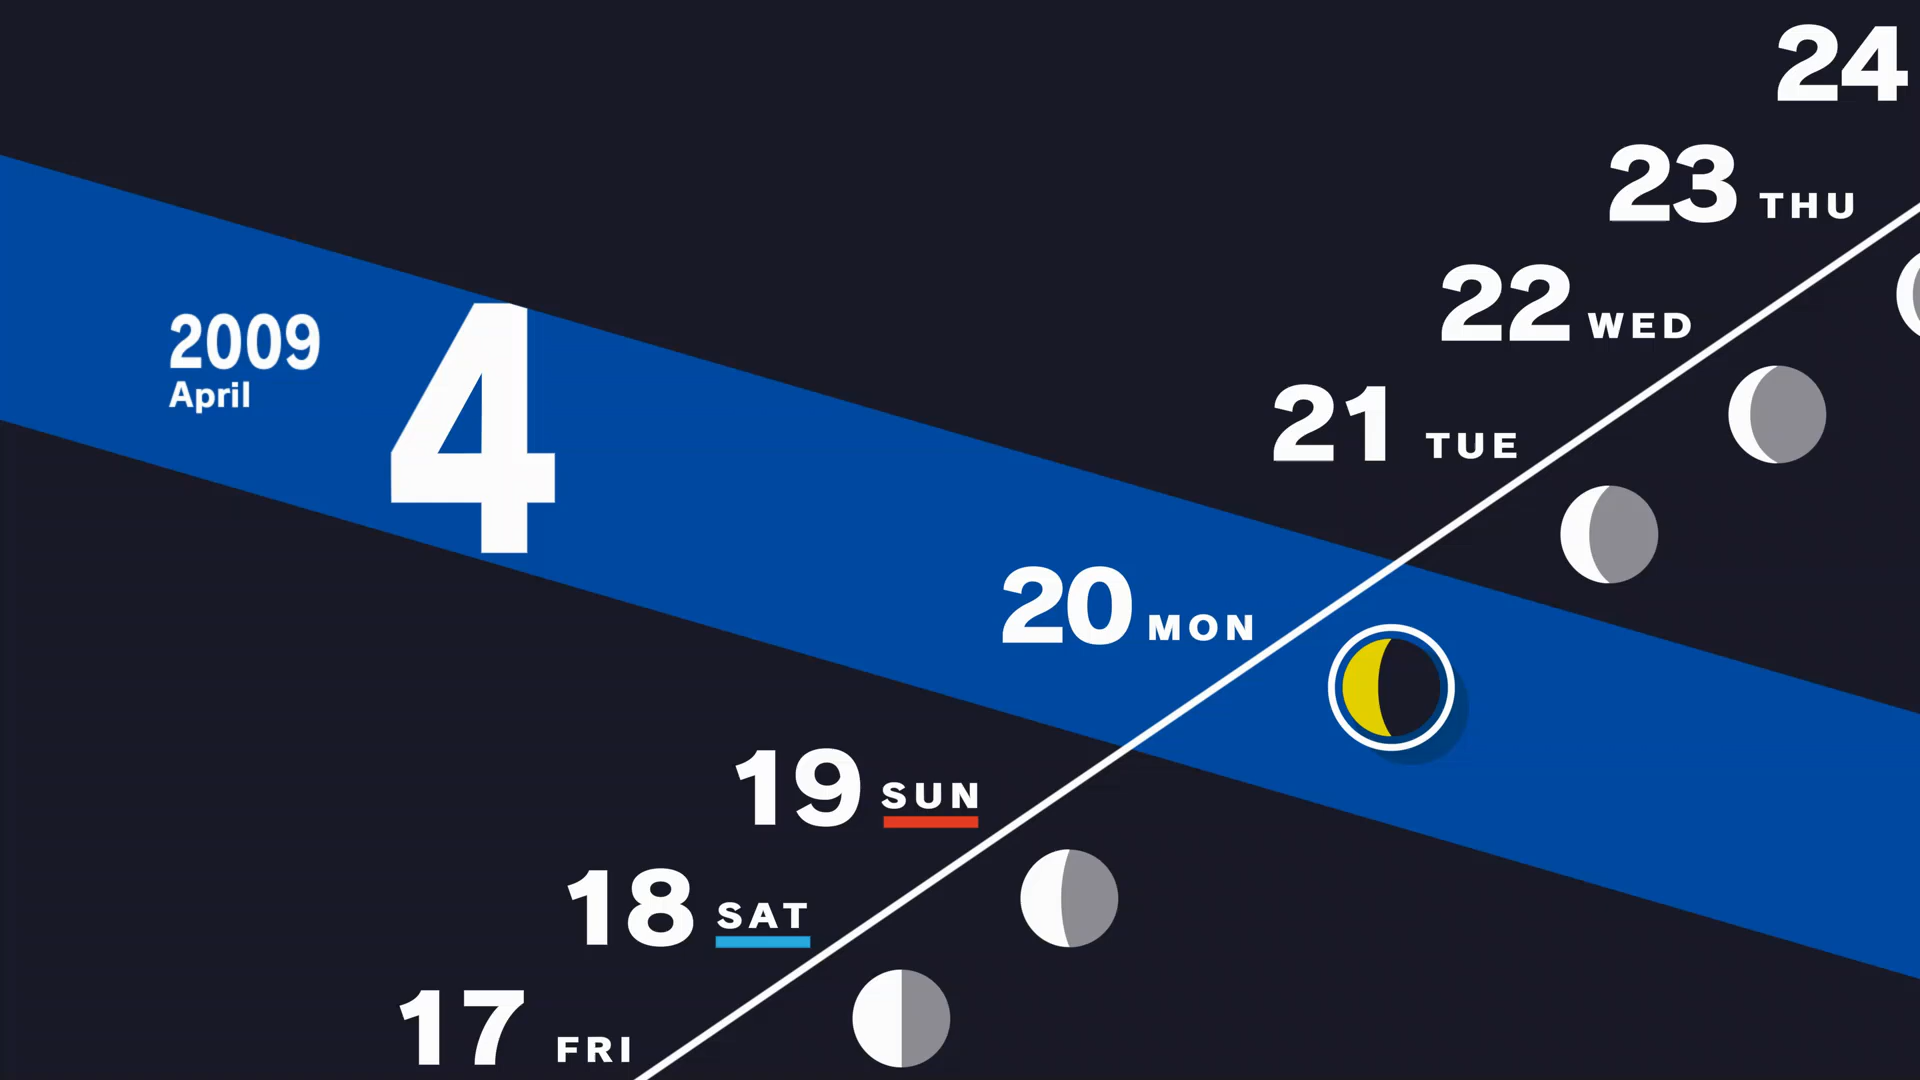 24
23 THU
22 WED
21 TUE
2009
April
4
20 MON
19 SUN
18 SAT
17 FRI